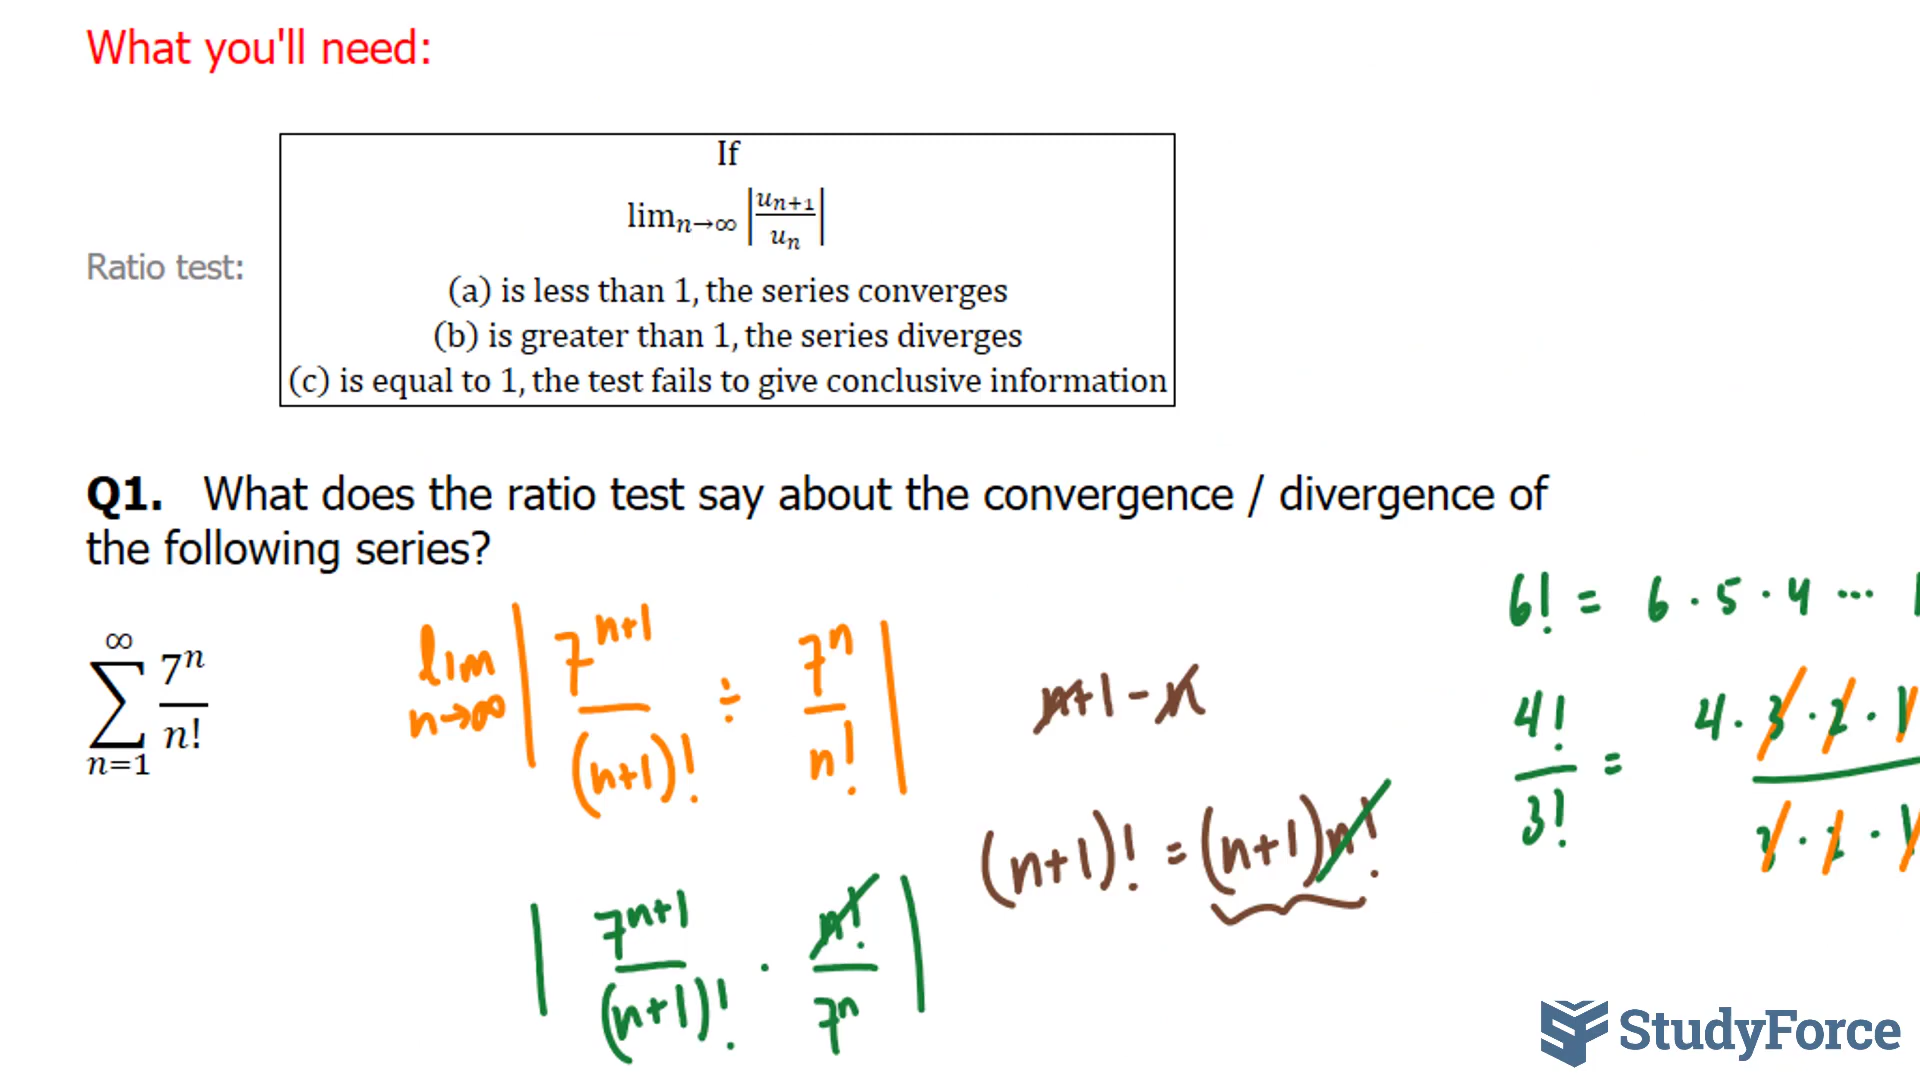 What you'll need:
Ratio test:
If
lim n→∞ |u_{n+1}/u_n|
(a) is less than 1, the series converges
(b) is greater than 1, the series diverges
(c) is equal to 1, the test fails to give conclusive information
Q1. What does the ratio test say about the convergence / divergence of
the following series?
∑_{n=1}^{∞} 7^n/n!
lim n→∞ | 7^{n+1}/(n+1)! ÷ 7^n/n! |
n+1-n
6! = 6·5·4···1
4!/3! = 4·3·2·1/3·2·1
(n+1)! = (n+1)n!
| 7^{n+1}/(n+1)! · n!/7^n |
StudyForce